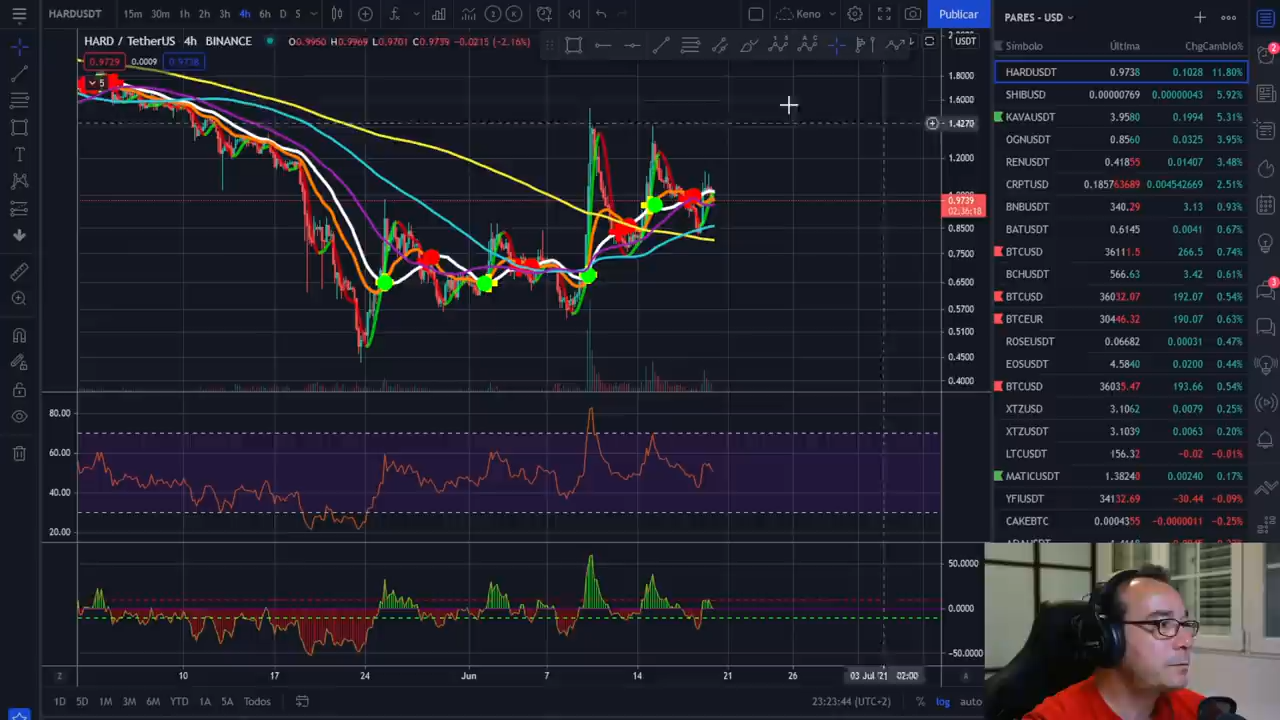 HARDUSDT 15m 30m 1h 2h 3h 4h 6h D S Keno Publicar PARES - USD
HARD / TetherUS 4h BINANCE O0.9950 H0.9969 L0.9701 C0.9739 -0.0215 (-2.16%) USDT
0.9729 0.0009 0.9738
5
1.8000
1.6000
1.4270
1.2000
0.9739
02:36:18
0.8500
0.7500
0.6500
0.5700
0.5100
0.4500
0.4000
80.00
60.00
40.00
20.00
50.0000
0.0000
-50.0000
Z 10 17 24 Jun 7 14 21 26 03 Jul '21 02:00 A
1D 5D 1M 3M 6M YTD 1A 5A Todos 23:23:44 (UTC+2) % log auto
Símbolo Última Chg Cambio%
HARDUSDT 0.9738 0.1028 11.80%
SHIBUSD 0.00000769 0.00000043 5.92%
KAVAUSDT 3.9580 0.1994 5.31%
OGNUSDT 0.8560 0.0325 3.95%
RENUSDT 0.41855 0.01407 3.48%
CRPTUSD 0.185763689 0.004542669 2.51%
BNBUSDT 340.29 3.13 0.93%
BATUSDT 0.6145 0.0041 0.67%
BTCUSD 36111.5 266.5 0.74%
BCHUSDT 566.63 3.42 0.61%
BTCUSD 36032.07 192.07 0.54%
BTCEUR 30446.32 190.07 0.63%
ROSEUSDT 0.06682 0.00031 0.47%
EOSUSDT 4.5840 0.0200 0.44%
BTCUSD 36035.47 193.66 0.54%
XTZUSD 3.1062 0.0079 0.25%
XTZUSDT 3.1039 0.0063 0.20%
LTCUSDT 156.32 -0.02 -0.01%
MATICUSDT 1.38240 0.00240 0.17%
YFIUSDT 34132.69 -30.44 -0.09%
CAKEBTC 0.0004355 -0.0000011 -0.25%
2
3